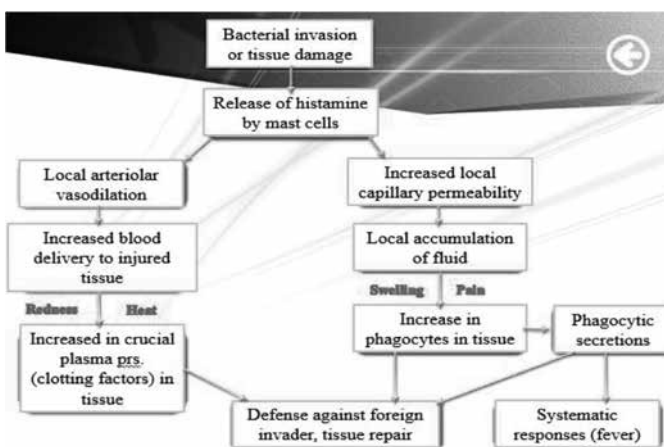 Bacterial invasion
or tissue damage
Release of histamine
by mast cells
Local arteriolar
vasodilation
Increased local
capillary permeability
Increased blood
delivery to injured
tissue
Local accumulation
of fluid
Redness Heat
Swelling Pain
Increased in crucial
plasma prs.
(clotting factors) in
tissue
Increase in
phagocytes in tissue
Phagocytic
secretions
Defense against foreign
invader, tissue repair
Systematic
responses (fever)